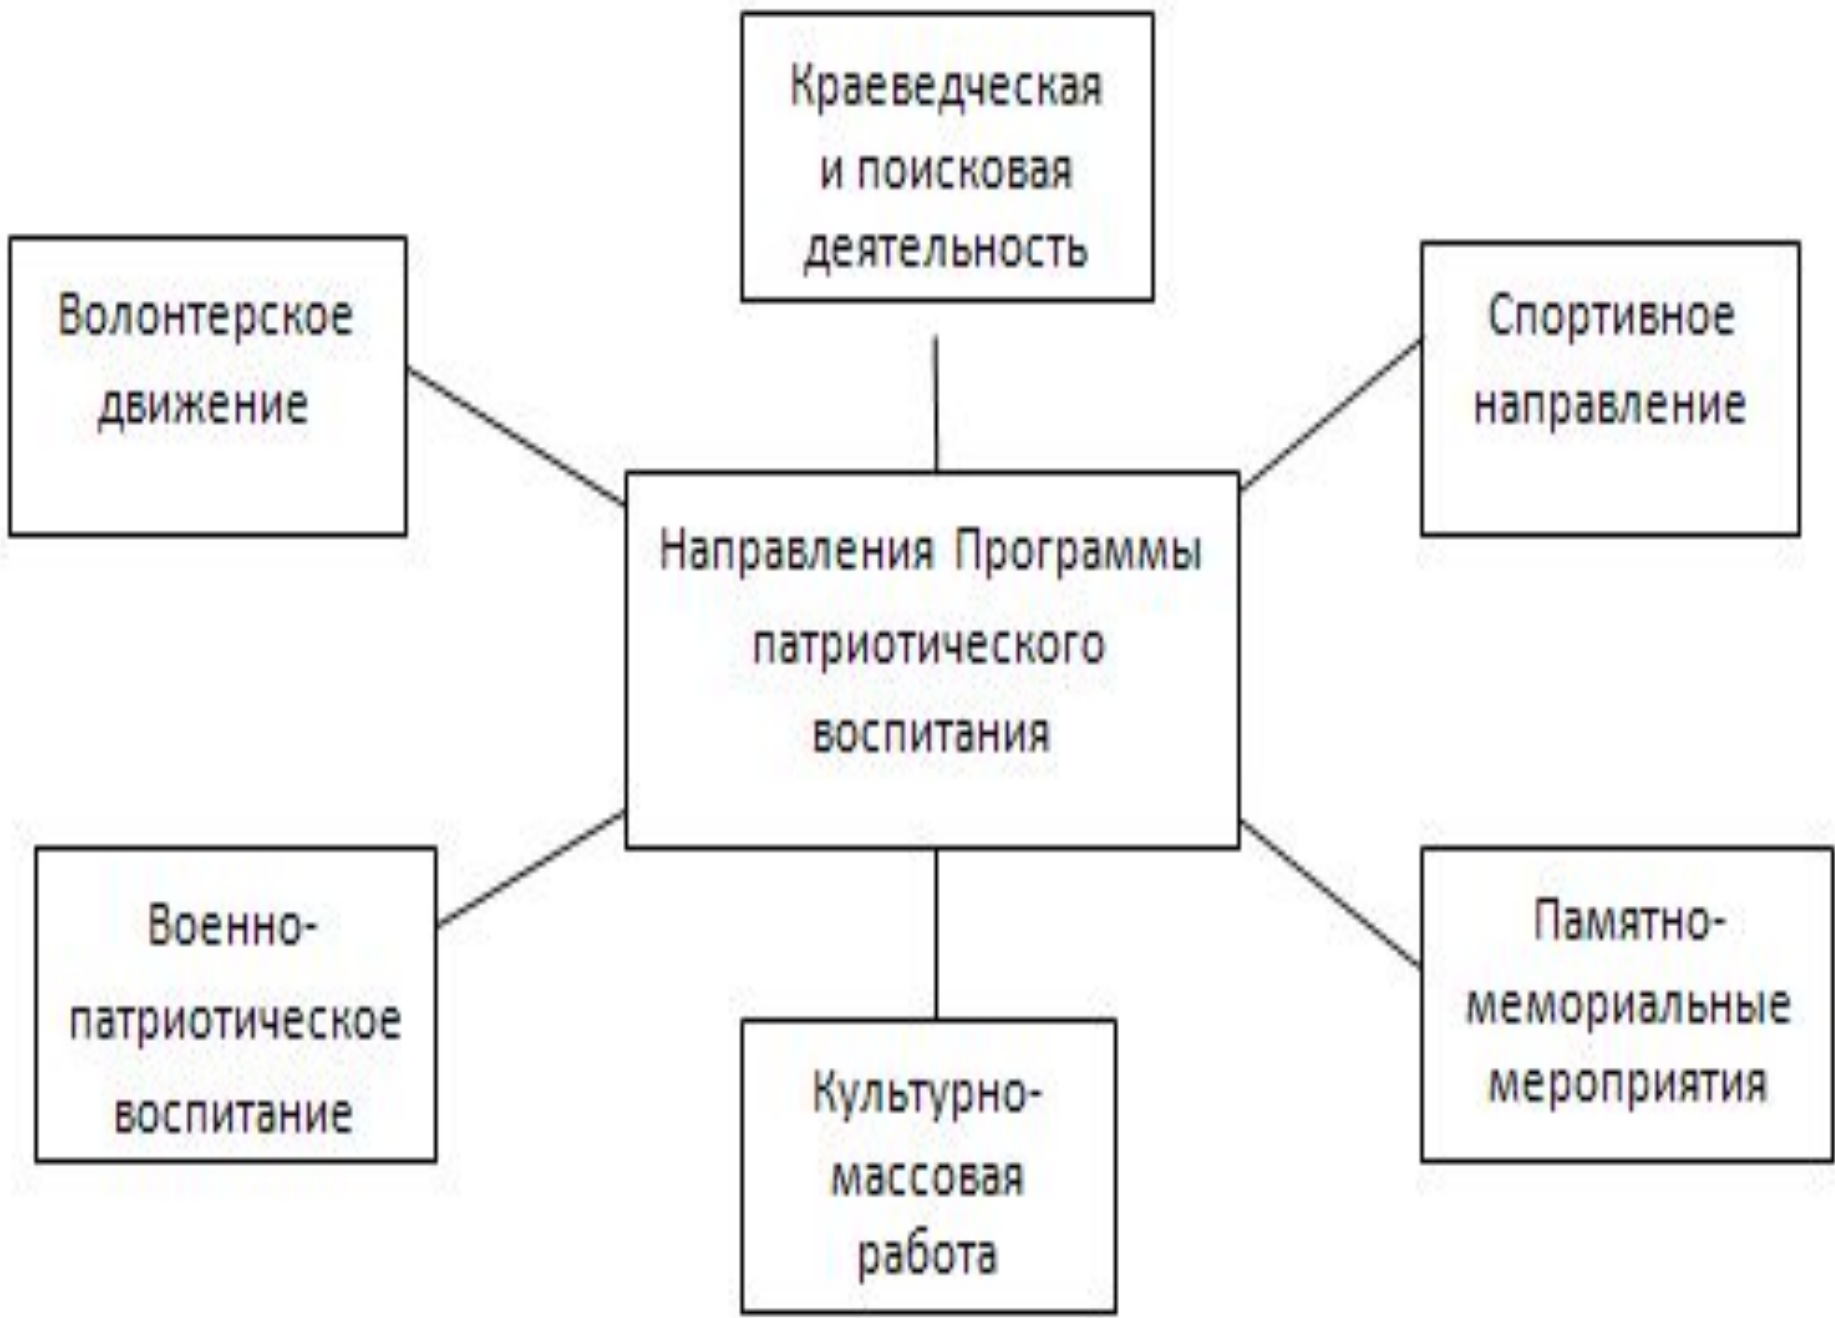 Краеведческая
и поисковая
деятельность
Волонтерское
движение
Спортивное
направление
Направления Программы
патриотического
воспитания
Военно-
патриотическое
воспитание
Культурно-
массовая
работа
Памятно-
мемориальные
мероприятия